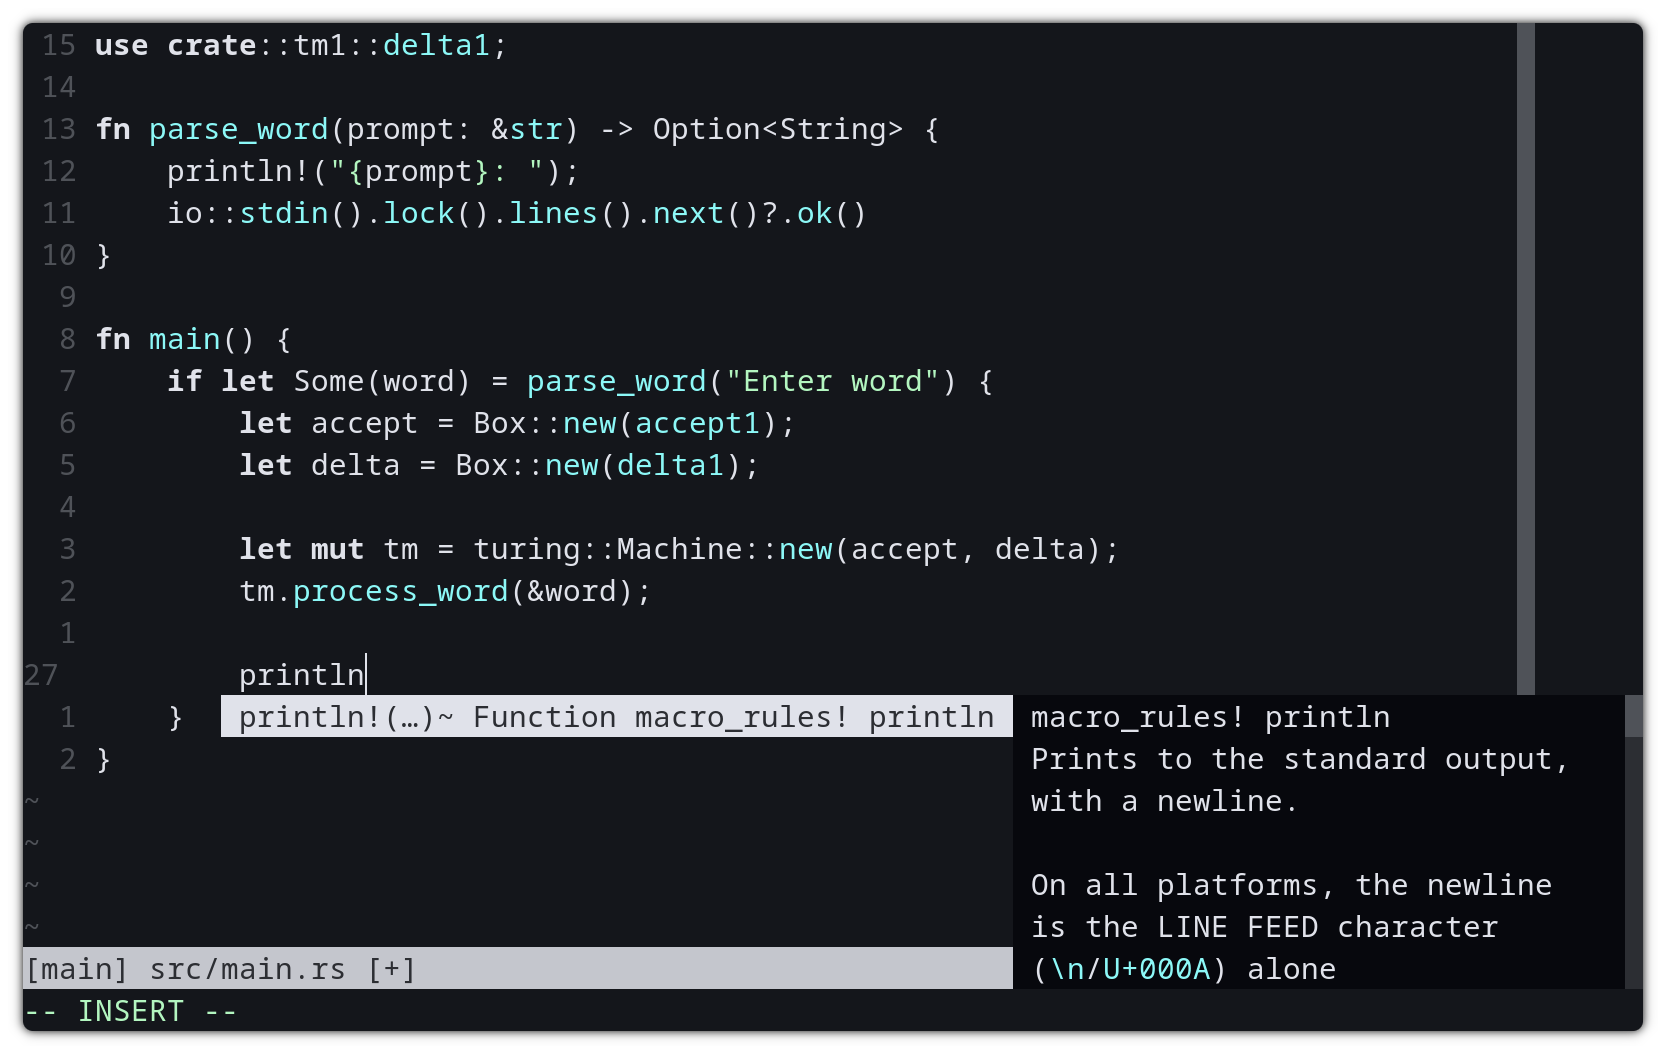 15 use crate::tm1::delta1;
14
13 fn parse_word(prompt: &str) -> Option<String> {
12     println!("{prompt}: ");
11     io::stdin().lock().lines().next()?.ok()
10 }
9
8 fn main() {
7     if let Some(word) = parse_word("Enter word") {
6         let accept = Box::new(accept1);
5         let delta = Box::new(delta1);
4
3         let mut tm = turing::Machine::new(accept, delta);
2         tm.process_word(&word);
1
27         println
1     } println!(…)~ Function macro_rules! println macro_rules! println
2 } Prints to the standard output,
~ with a newline.
~
~ On all platforms, the newline
~ is the LINE FEED character
[main] src/main.rs [+] (\n/U+000A) alone
-- INSERT --